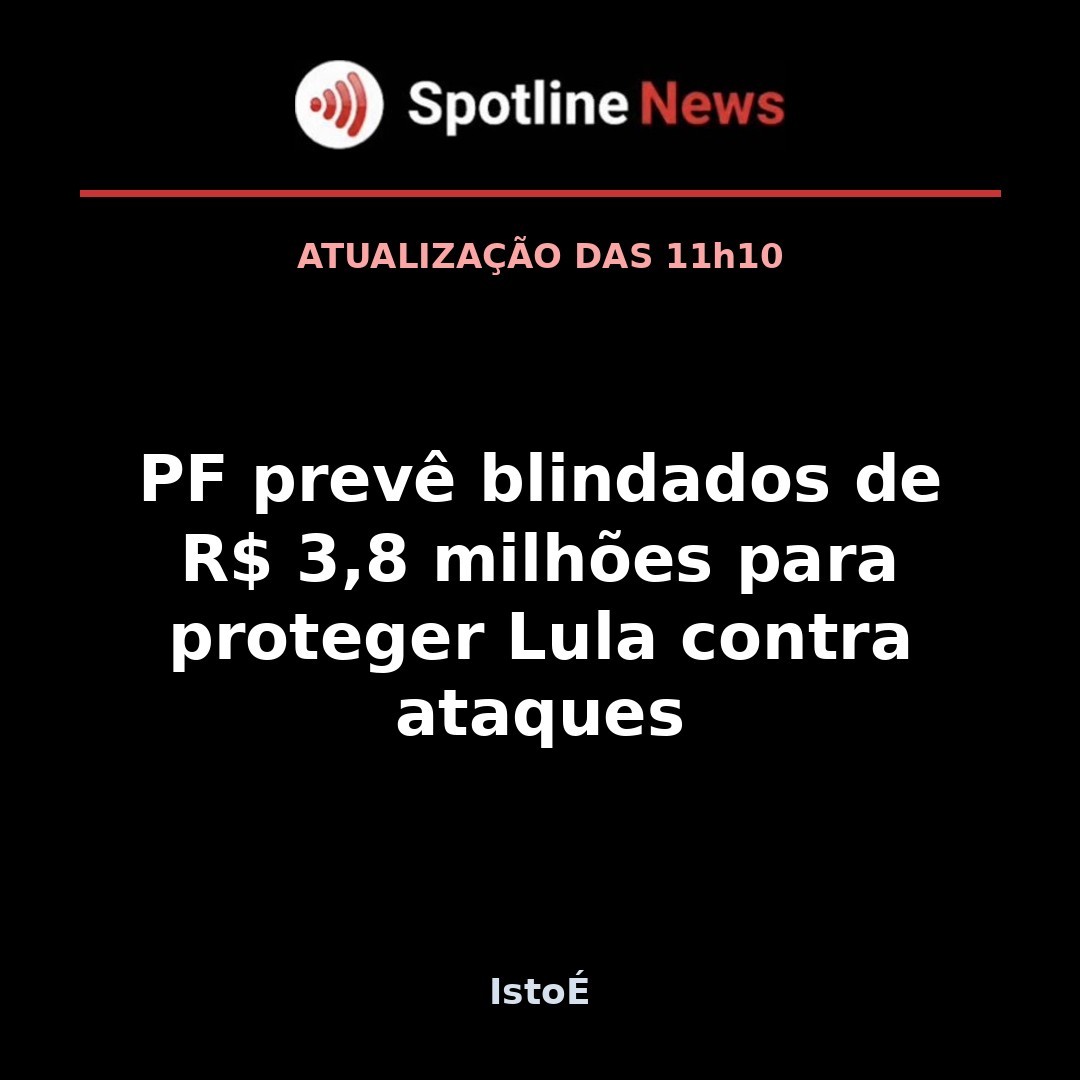 Spotline News
ATUALIZAÇÃO DAS 11h10
PF prevê blindados de
R$ 3,8 milhões para
proteger Lula contra
ataques
IstoÉ